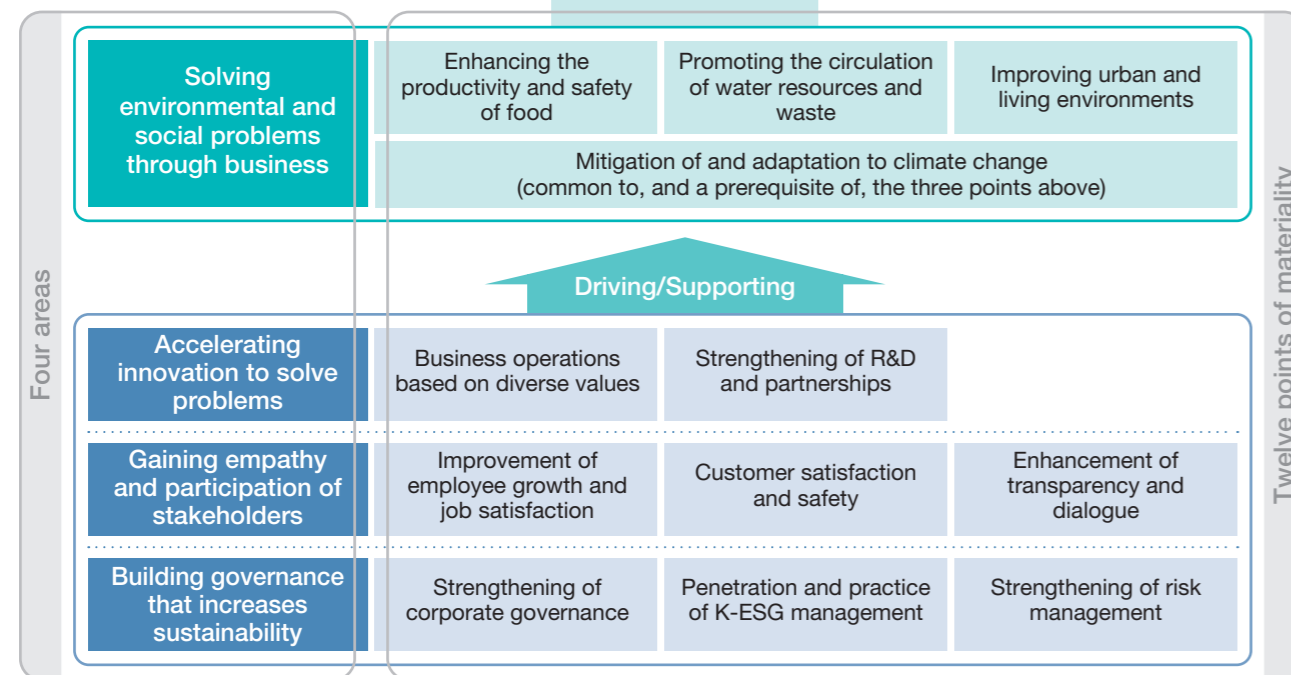 Four areas
Twelve points of materiality
Solving
environmental and
social problems
through business
Enhancing the
productivity and safety
of food
Promoting the circulation
of water resources and
waste
Improving urban and
living environments
Mitigation of and adaptation to climate change
(common to, and a prerequisite of, the three points above)
Driving/Supporting
Accelerating
innovation to solve
problems
Business operations
based on diverse values
Strengthening of R&D
and partnerships
Gaining empathy
and participation of
stakeholders
Improvement of
employee growth and
job satisfaction
Customer satisfaction
and safety
Enhancement of
transparency and
dialogue
Building governance
that increases
sustainability
Strengthening of
corporate governance
Penetration and practice
of K-ESG management
Strengthening of risk
management